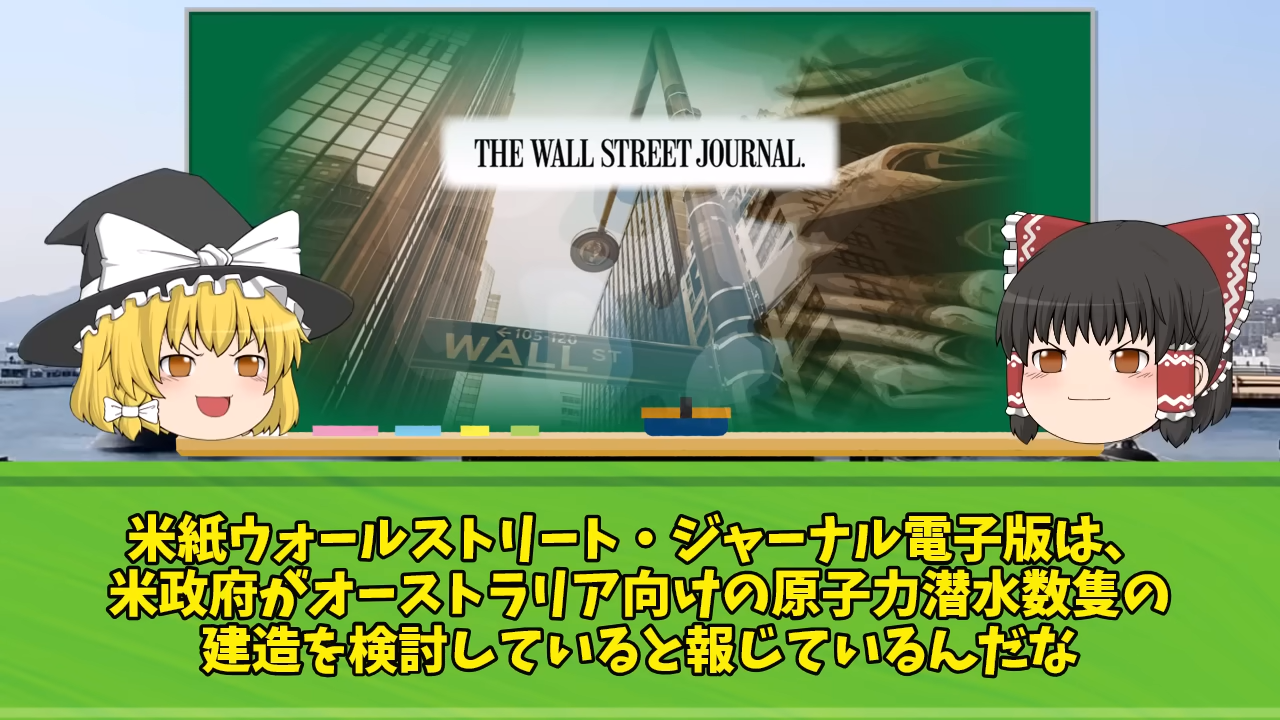 THE WALL STREET JOURNAL.
←105-120
WALL ST
米紙ウォールストリート・ジャーナル電子版は、
米政府がオーストラリア向けの原子力潜水数隻の
建造を検討していると報じているんだな